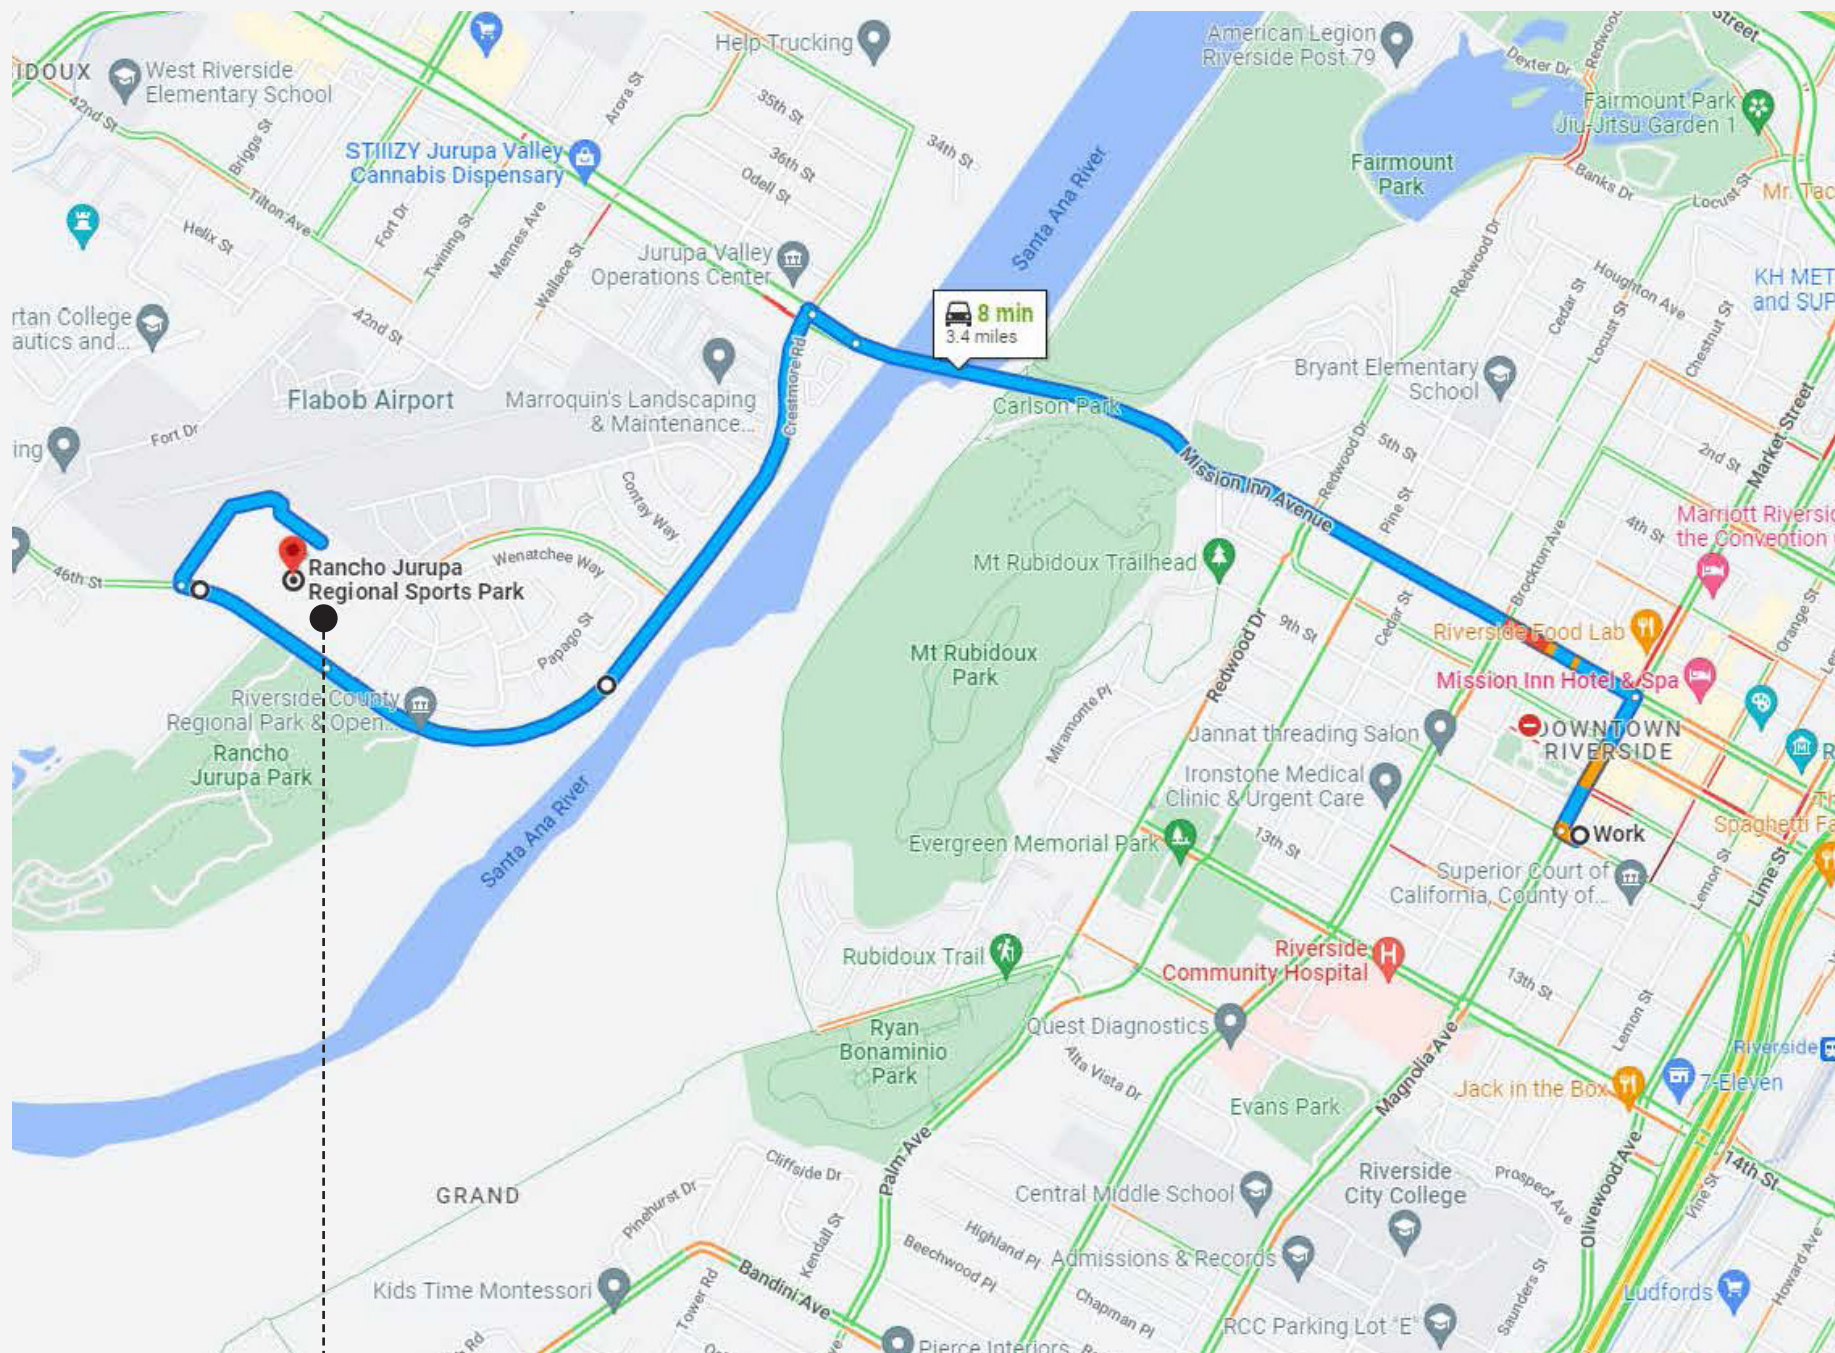 Help Trucking
American Legion
Riverside Post 79
Street
Redwood
Dexter Dr
IDOUX
West Riverside
Elementary School
Arora St
35th St
42nd St
Briggs St
Fairmount Park
Jiu-Jitsu Garden 1
STIIIZY Jurupa Valley
Cannabis Dispensary
36th St
Odell St
34th St
Fairmount
Park
Banks Dr
Locust St
Mr. Tac
Tilton Ave
Helix St
Fort Dr
Twining St
Mennes Ave
Wallace St
Santa Ana River
Redwood Dr
Jurupa Valley
Operations Center
Houghton Ave
Cedar St
Locust St
Chestnut St
KH MET
and SUP
rtan College
autics and...
42nd St
8 min
3.4 miles
Crestmore Rd
Bryant Elementary
School
Flabob Airport
Marroquin's Landscaping
& Maintenance...
Carlson Park
Market Street
Fort Dr
ing
5th St
2nd St
Redwood Dr
Mission Inn Avenue
Pine St
Contay Way
4th St
Marriott Riversid
the Convention
Wenatchee Way
Mt Rubidoux Trailhead
Brockton Ave
46th St
Rancho Jurupa
Regional Sports Park
Papago St
9th St
Cedar St
Orange St
Riverside Food Lab
Redwood Dr
Le
Mt Rubidoux
Park
Mission Inn Hotel & Spa
Riverside County
Regional Park & Open...
Miramonte Pl
Jannat threading Salon
DOWNTOWN
RIVERSIDE
R
Rancho
Jurupa Park
Ironstone Medical
Clinic & Urgent Care
Th
Spaghetti Fa
Santa Ana River
Evergreen Memorial Park
13th St
Work
Superior Court of
California, County of...
Lemon St
Lime St
Rubidoux Trail
Riverside
Community Hospital
13th St
Lemon St
Ryan
Bonaminio
Park
Quest Diagnostics
Riverside
Alta Vista Dr
Magnolia Ave
Jack in the Box
7-Eleven
Evans Park
Palm Ave
Cliffside Dr
Riverside
City College
Prospect Ave
Olivewood Ave
14th St
Vine St
GRAND
Pinehurst Dr
Central Middle School
Kendall St
Highland Pl
Beechwood Pl
Admissions & Records
Howard Ave
Kids Time Montessori
Bandini Ave
Tower Rd
Chapman Pl
Saunders St
Ludfords
RCC Parking Lot "E"
Rd
Pierce Interiors